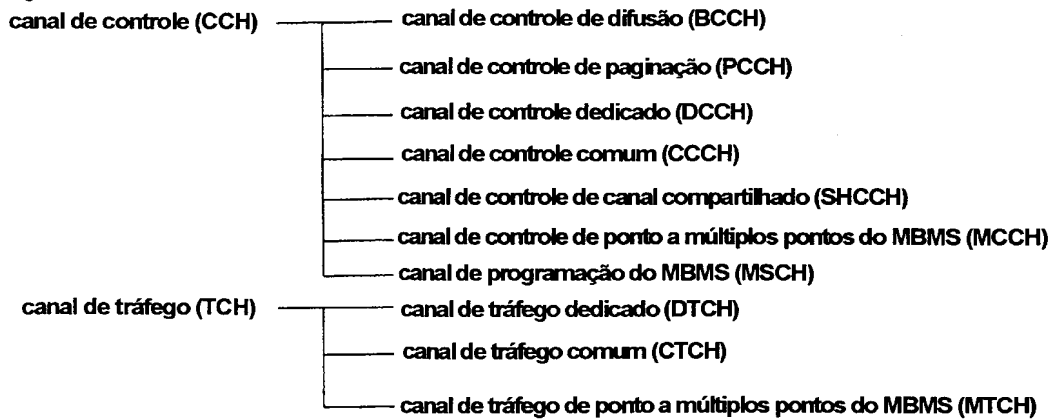 canal de controle (CCH)
canal de controle de difusão (BCCH)
canal de controle de paginação (PCCH)
canal de controle dedicado (DCCH)
canal de controle comum (CCCH)
canal de controle de canal compartilhado (SHCCH)
canal de controle de ponto a múltiplos pontos do MBMS (MCCH)
canal de programação do MBMS (MSCH)
canal de tráfego (TCH)
canal de tráfego dedicado (DTCH)
canal de tráfego comum (CTCH)
canal de tráfego de ponto a múltiplos pontos do MBMS (MTCH)